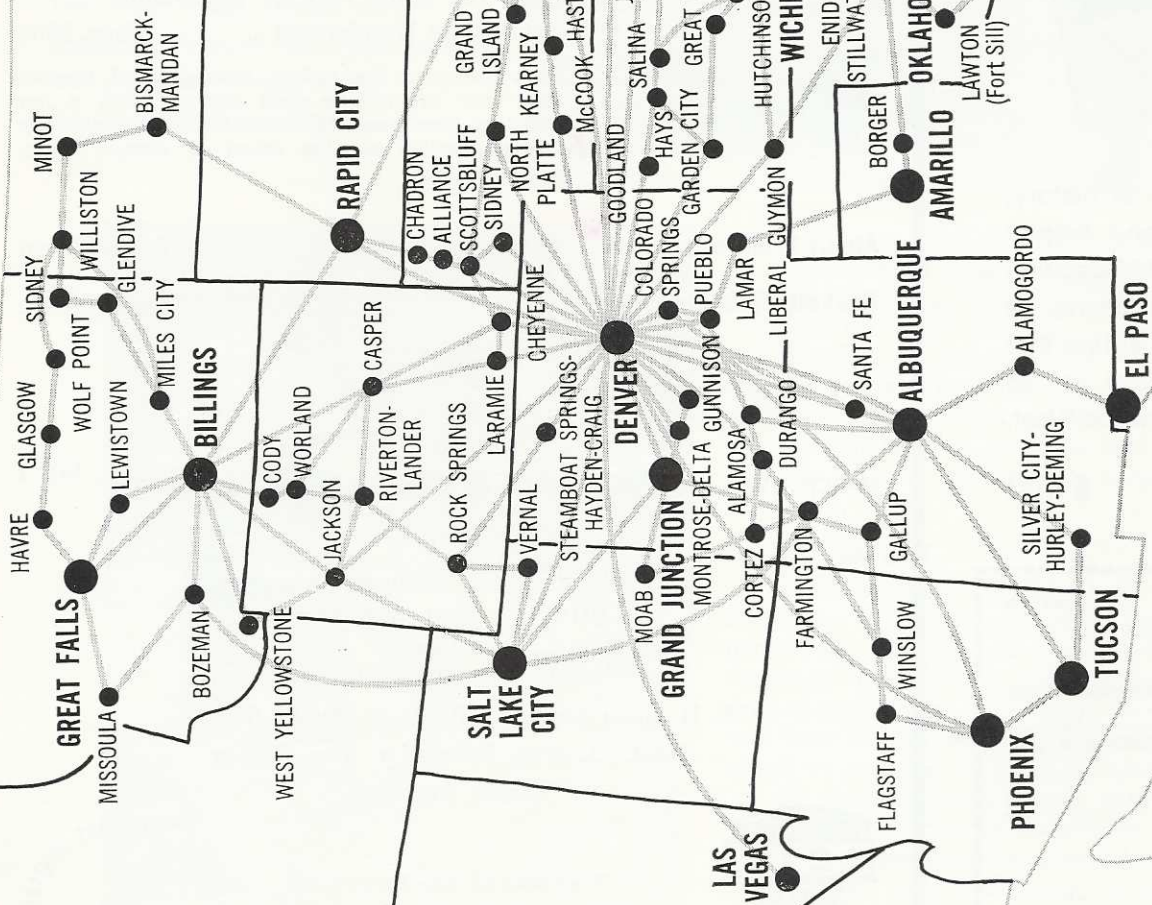 HAVRE
GLASGOW
SIDNEY
MINOT
GREAT FALLS
WOLF POINT
WILLISTON
MISSOULA
LEWISTOWN
GLENDIVE
BISMARCK-
MANDAN
MILES CITY
BOZEMAN
BILLINGS
CODY
WORLAND
WEST YELLOWSTONE
JACKSON
CASPER
RAPID CITY
RIVERTON-
LANDER
CHADRON
ALLIANCE
SCOTTSBLUFF
SIDNEY
ROCK SPRINGS
LARAMIE
CHEYENNE
NORTH
PLATTE
GRAND
ISLAND
KEARNEY
HAST
McCOOK
SALT
LAKE
CITY
VERNAL
STEAMBOAT SPRINGS-
HAYDEN-CRAIG
DENVER
GOODLAND
SALINA
HAYS
COLORADO
SPRINGS
GARDEN CITY
GREAT
MOAB
GRAND JUNCTION
MONTROSE-DELTA
GUNNISON
PUEBLO
LAMAR
ALAMOSA
CORTEZ
DURANGO
LIBERAL GUYMON
HUTCHINSO
WICHI
ENID
STILLWAT
LAS
VEGAS
FARMINGTON
GALLUP
SANTA FE
BORGER
AMARILLO
OKLAHO
LAWTON
(Fort Sill)
FLAGSTAFF
WINSLOW
ALBUQUERQUE
ALAMOGORDO
PHOENIX
SILVER CITY-
HURLEY-DEMING
TUCSON
EL PASO